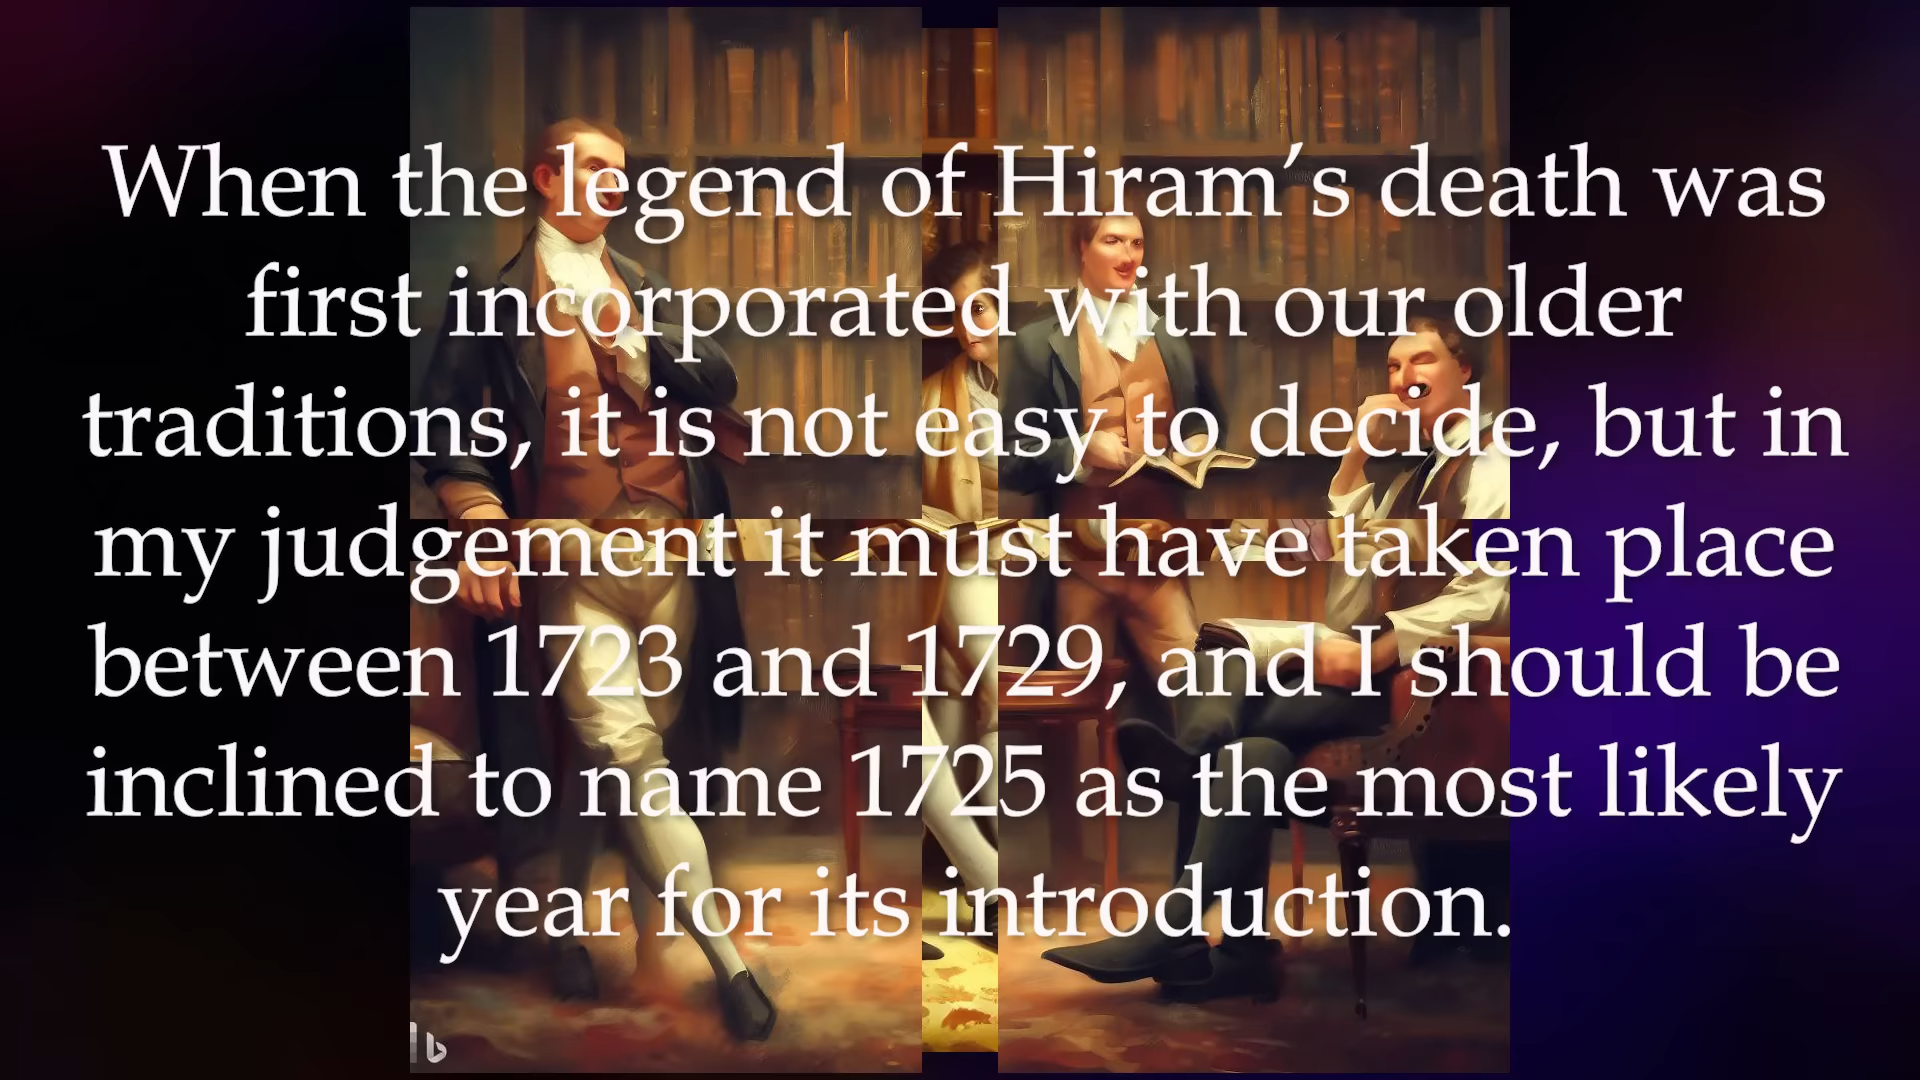 When the legend of Hiram’s death was
first incorporated with our older
traditions, it is not easy to decide, but in
my judgement it must have taken place
between 1723 and 1729, and I should be
inclined to name 1725 as the most likely
year for its introduction.